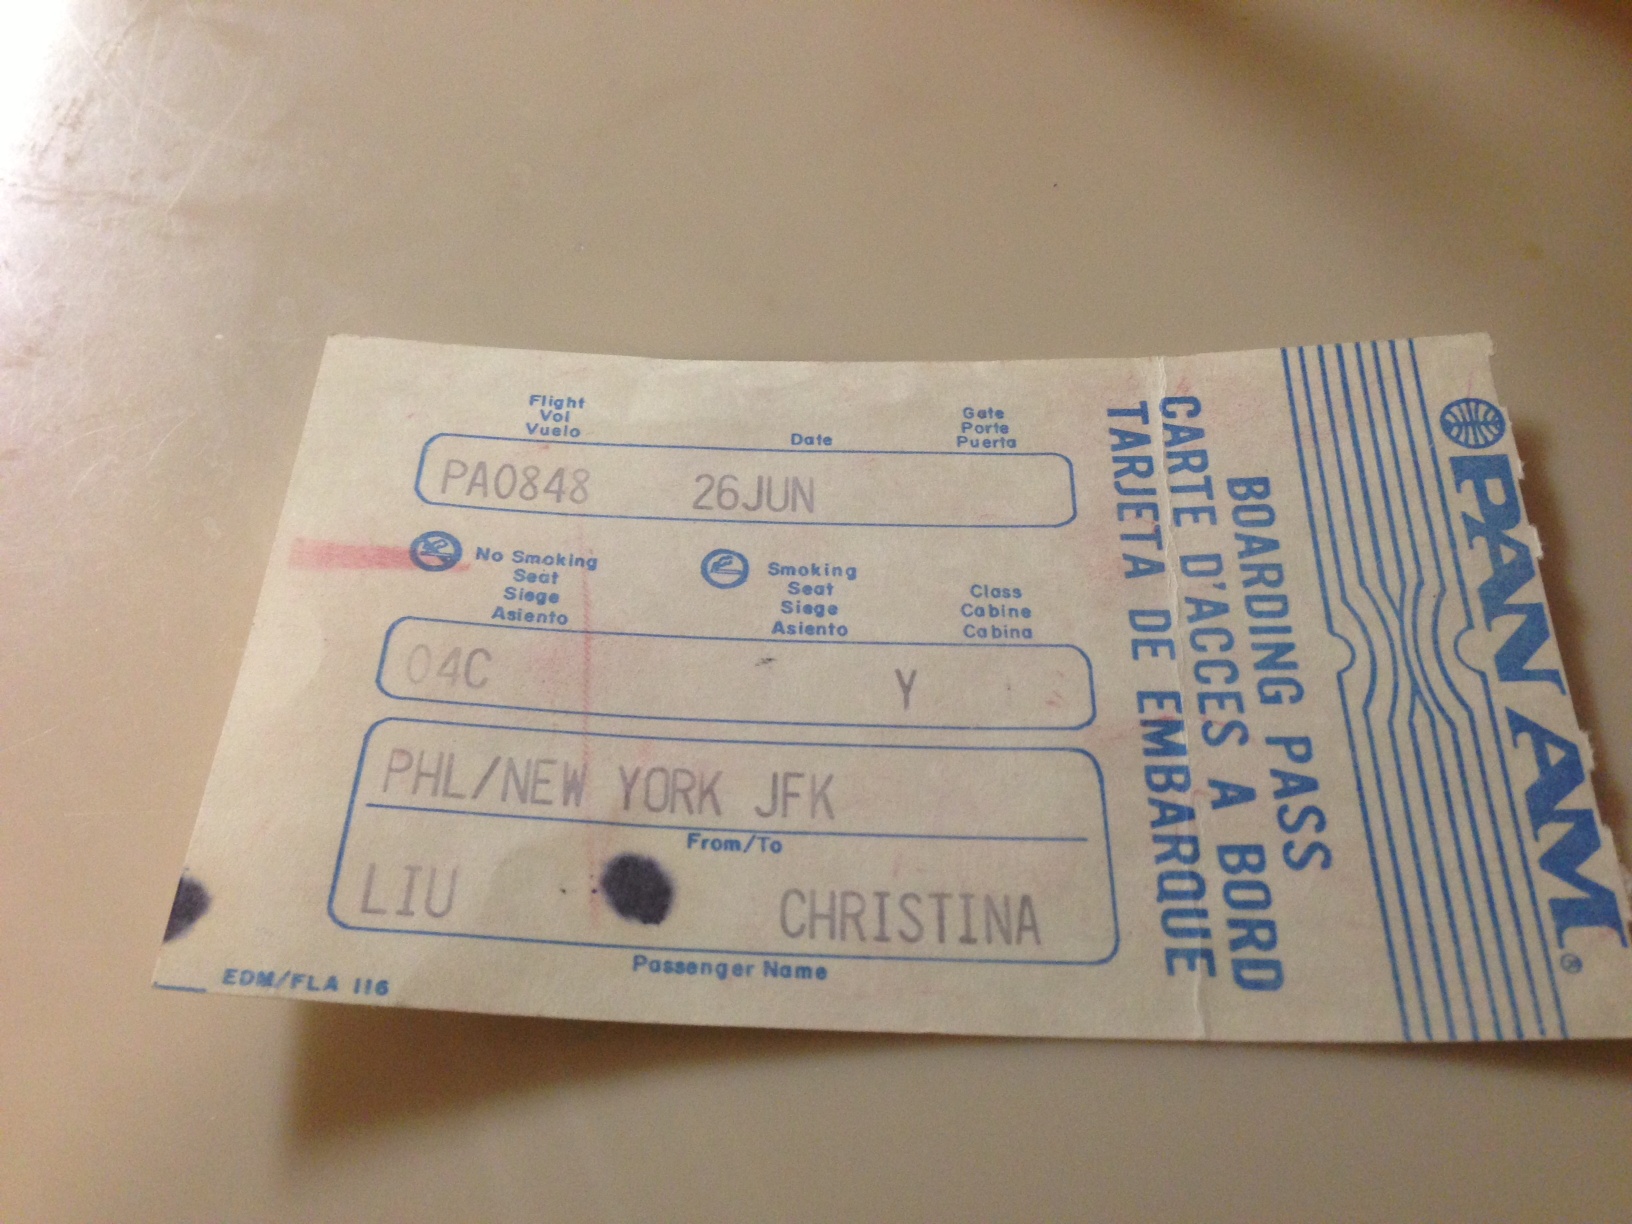 Flight
Vol
Vuelo
Date
Gate
Porte
Puerta
PA0848 26JUN
No Smoking
Seat
Siege
Asiento
Smoking
Seat
Siege
Asiento
Class
Cabine
Cabina
04C Y
PHL/NEW YORK JFK
From/To
LIU CHRISTINA
Passenger Name
EDM/FLA 116
PAN AM®
BOARDING PASS
CARTE D'ACCES A BORD
TARJETA DE EMBARQUE